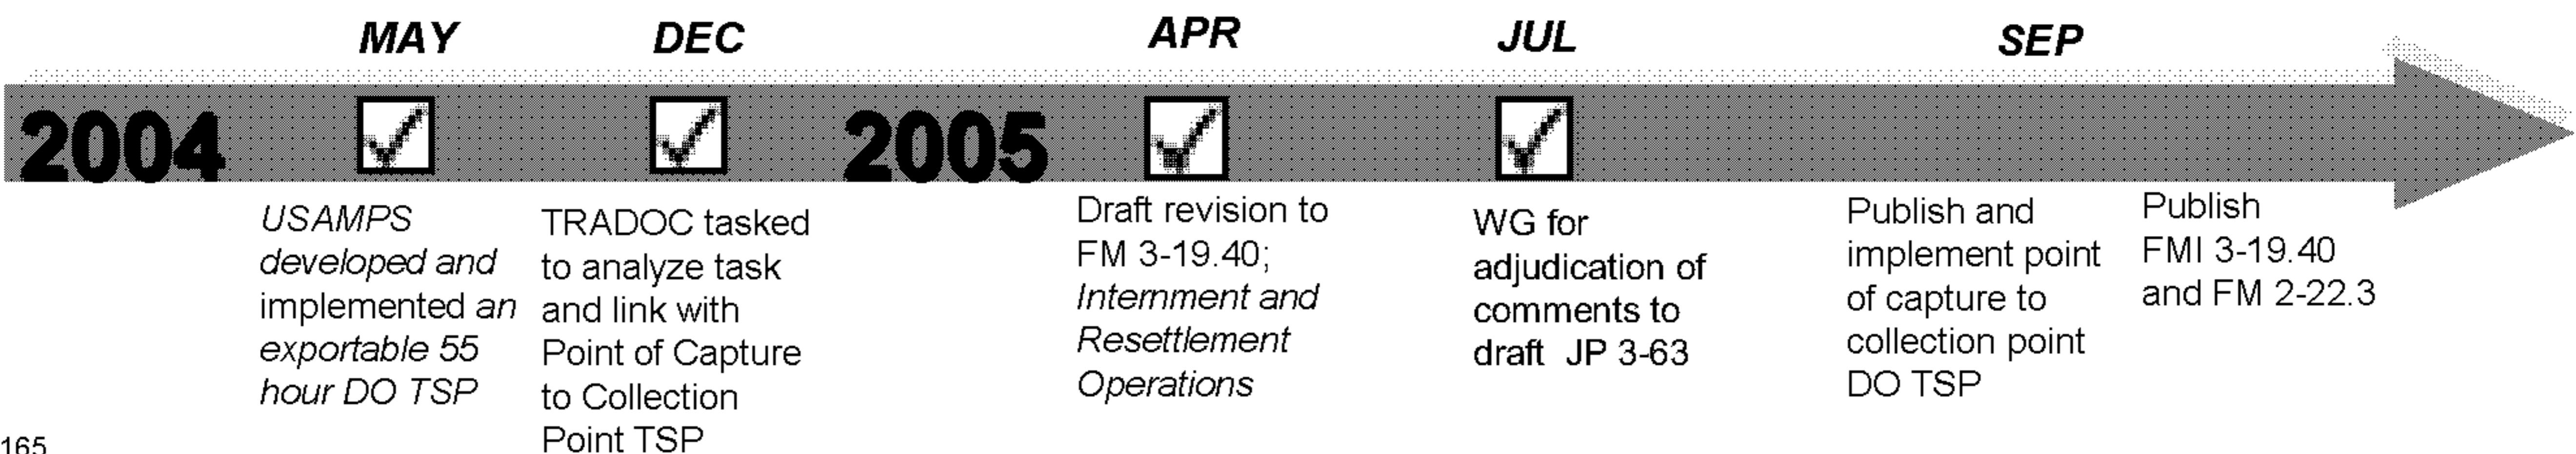 MAY
DEC
APR
JUL
SEP
2004
2005
USAMPS
developed and
implemented an
exportable 55
hour DO TSP
TRADOC tasked
to analyze task
and link with
Point of Capture
to Collection
Point TSP
Draft revision to
FM 3-19.40;
Internment and
Resettlement
Operations
WG for
adjudication of
comments to
draft JP 3-63
Publish and
implement point
of capture to
collection point
DO TSP
Publish
FMI 3-19.40
and FM 2-22.3
165